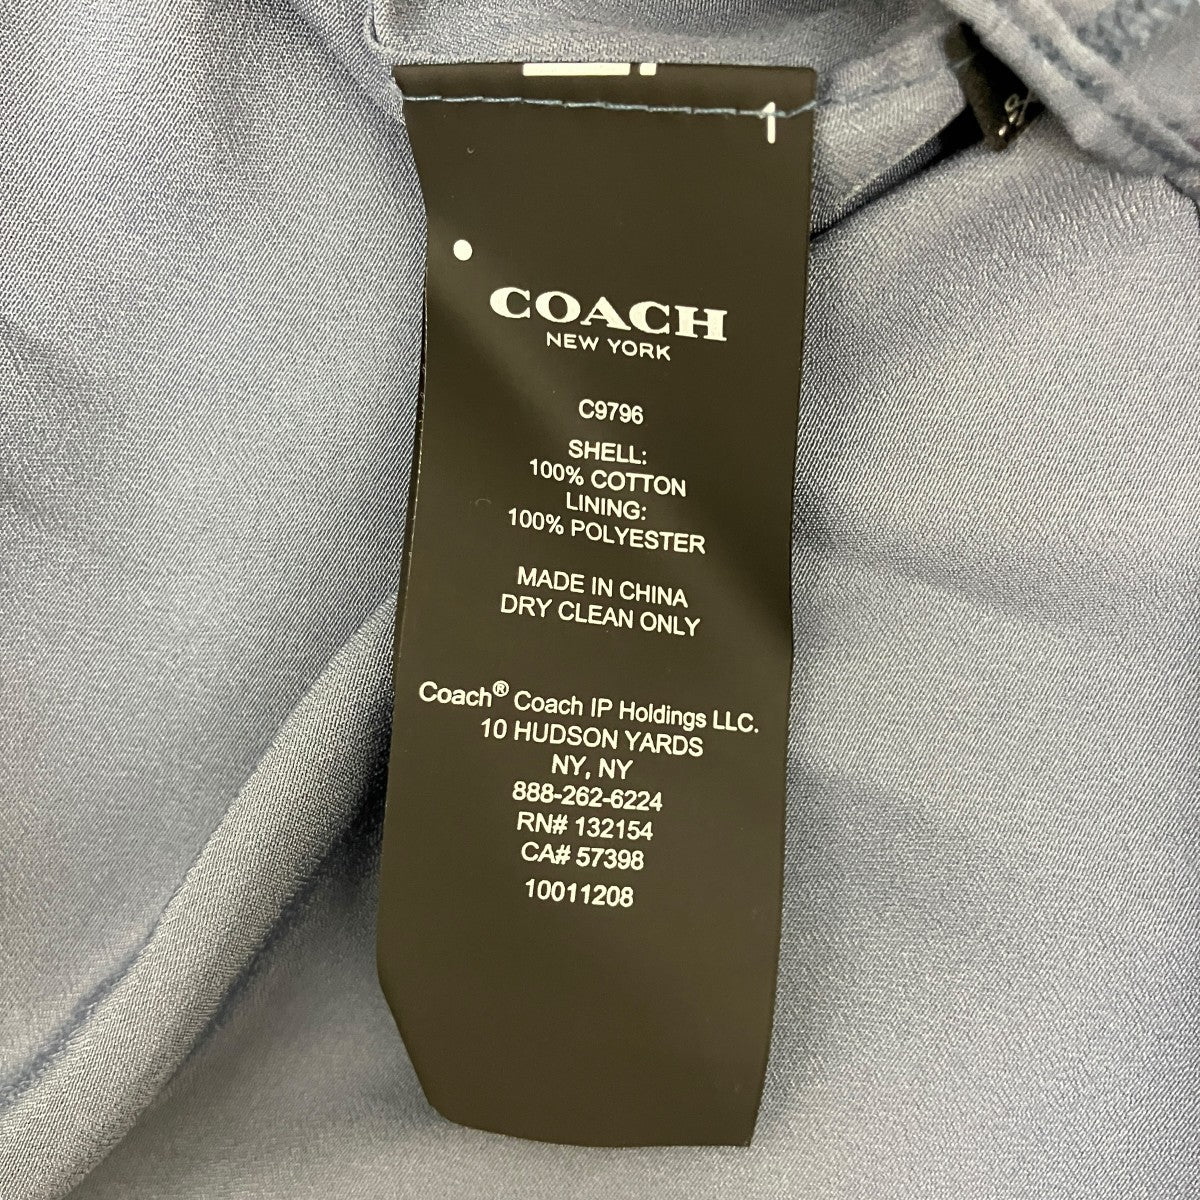 COACH
NEW YORK
C9796
SHELL:
100% COTTON
LINING:
100% POLYESTER
MADE IN CHINA
DRY CLEAN ONLY
Coach® Coach IP Holdings LLC.
10 HUDSON YARDS
NY, NY
888-262-6224
RN# 132154
CA# 57398
10011208